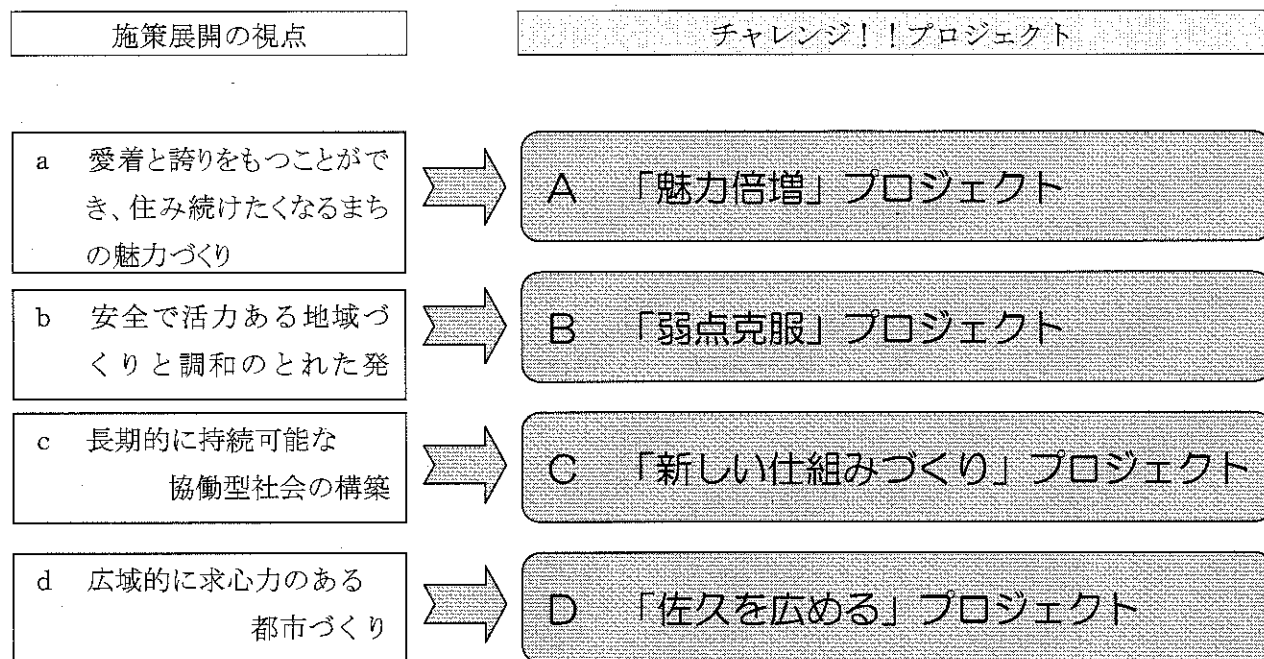 施策展開の視点
チャレンジ！！プロジェクト
a 愛着と誇りをもつことがで
き、住み続けたくなるまち
の魅力づくり
A 「魅力倍増」プロジェクト
b 安全で活力ある地域づ
くりと調和のとれた発
B 「弱点克服」プロジェクト
c 長期的に持続可能な
協働型社会の構築
C 「新しい仕組みづくり」プロジェクト
d 広域的に求心力のある
都市づくり
D 「佐久を広める」プロジェクト